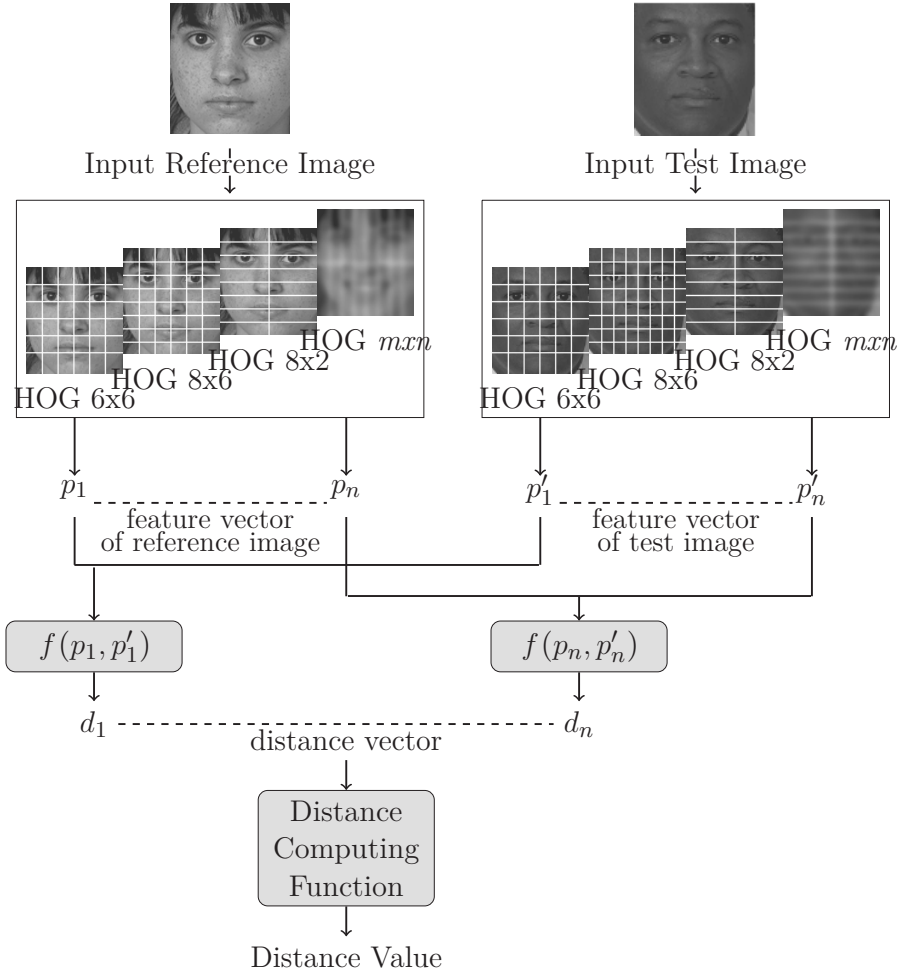 Input Reference Image
Input Test Image
HOG 6x6
HOG 8x6
HOG 8x2
HOG mxn
HOG 6x6
HOG 8x6
HOG 8x2
HOG mxn
p₁
pₙ
p′₁
p′ₙ
feature vector
of reference image
feature vector
of test image
f(p₁, p′₁)
f(pₙ, p′ₙ)
d₁
dₙ
distance vector
Distance
Computing
Function
Distance Value